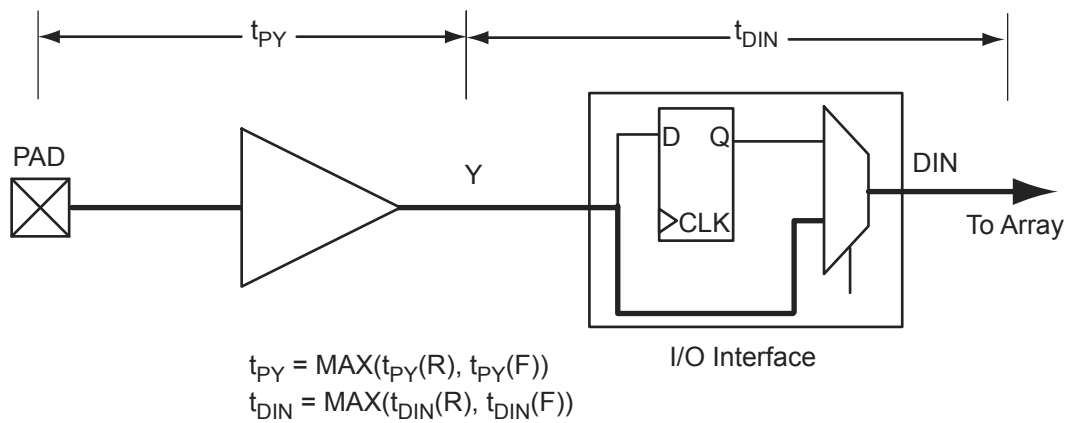 tPY
tDIN
PAD
Y
D
Q
CLK
DIN
To Array
I/O Interface
tPY = MAX(tPY(R), tPY(F))
tDIN = MAX(tDIN(R), tDIN(F))